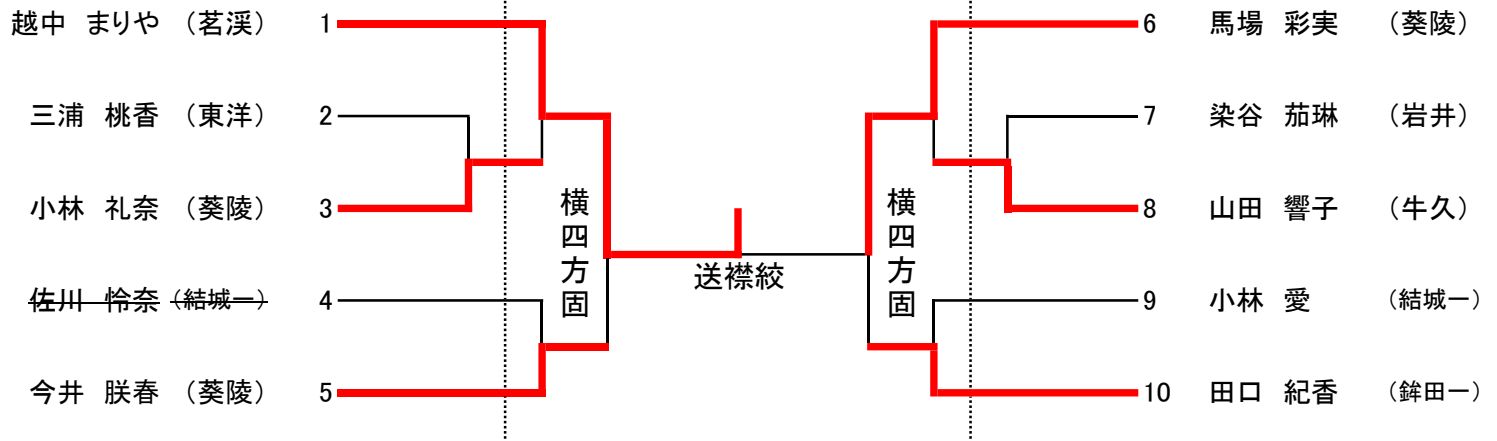 越中 まりや (茗渓) 1
三浦 桃香 (東洋) 2
小林 礼奈 (葵陵) 3
佐川 怜奈 (結城一) 4
今井 朕春 (葵陵) 5
横四方固
送襟絞
横四方固
6 馬場 彩実 (葵陵)
7 染谷 茄琳 (岩井)
8 山田 響子 (牛久)
9 小林 愛 (結城一)
10 田口 紀香 (鉾田一)